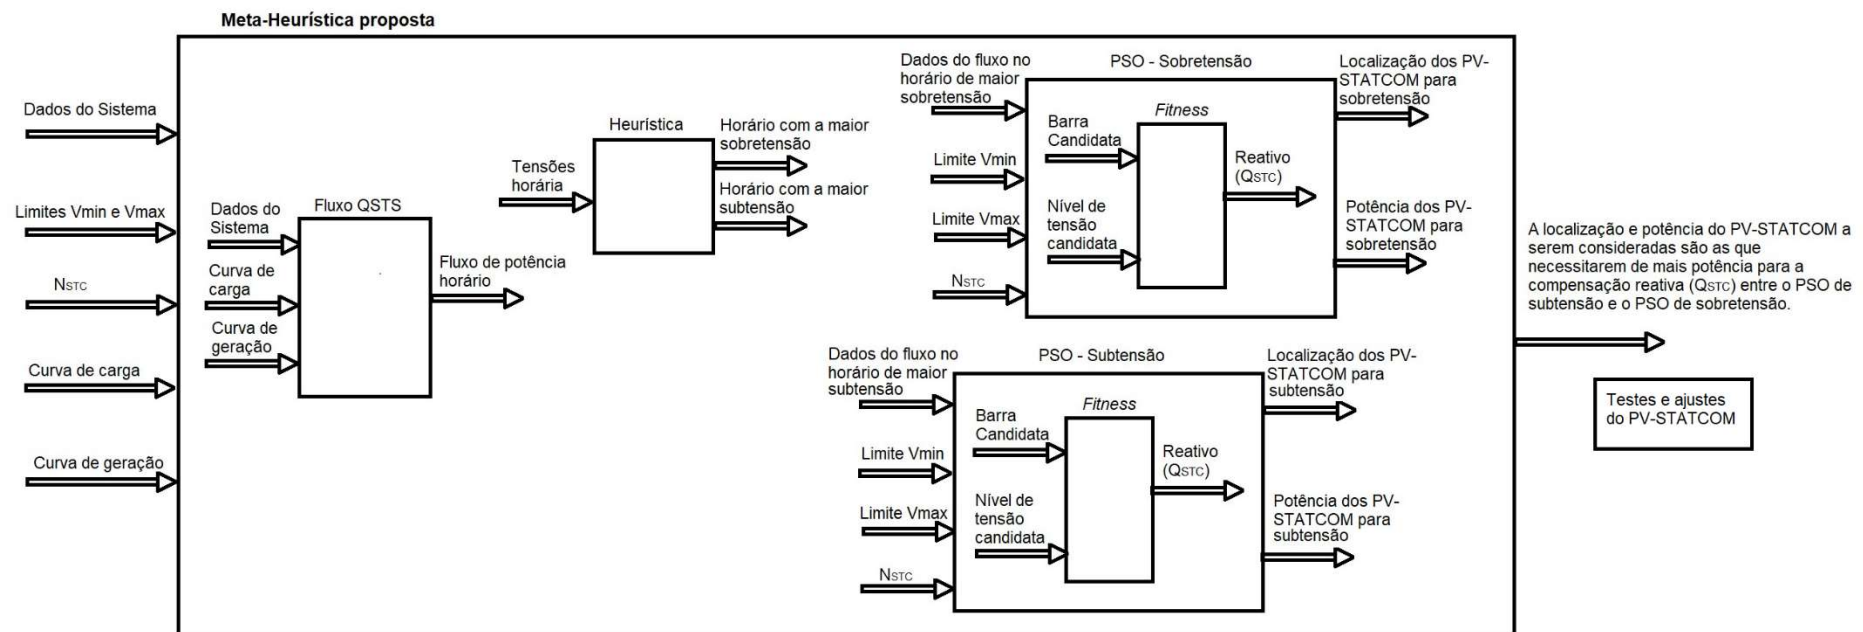 Meta-Heurística proposta
Dados do Sistema
Limites Vmin e Vmax
NSTC
Curva de carga
Curva de geração
Fluxo QSTS
Dados do
Sistema
Curva de
carga
Curva de
geração
Fluxo de potência
horário
Heurística
Tensões
horária
Horário com a maior
sobretensão
Horário com a maior
subtensão
PSO - Sobretensão
Dados do fluxo no
horário de maior
sobretensão
Limite Vmin
Limite Vmax
NSTC
Fitness
Barra
Candidata
Nível de
tensão
candidata
Reativo
(QSTC)
Localização dos PV-
STATCOM para
sobretensão
Potência dos PV-
STATCOM para
sobretensão
PSO - Subtensão
Dados do fluxo no
horário de maior
subtensão
Limite Vmin
Limite Vmax
NSTC
Fitness
Barra
Candidata
Nível de
tensão
candidata
Reativo
(QSTC)
Localização dos PV-
STATCOM para
subtensão
Potência dos PV-
STATCOM para
subtensão
A localização e potência do PV-STATCOM a
serem consideradas são as que
necessitarem de mais potência para a
compensação reativa (QSTC) entre o PSO de
subtensão e o PSO de sobretensão.
Testes e ajustes
do PV-STATCOM